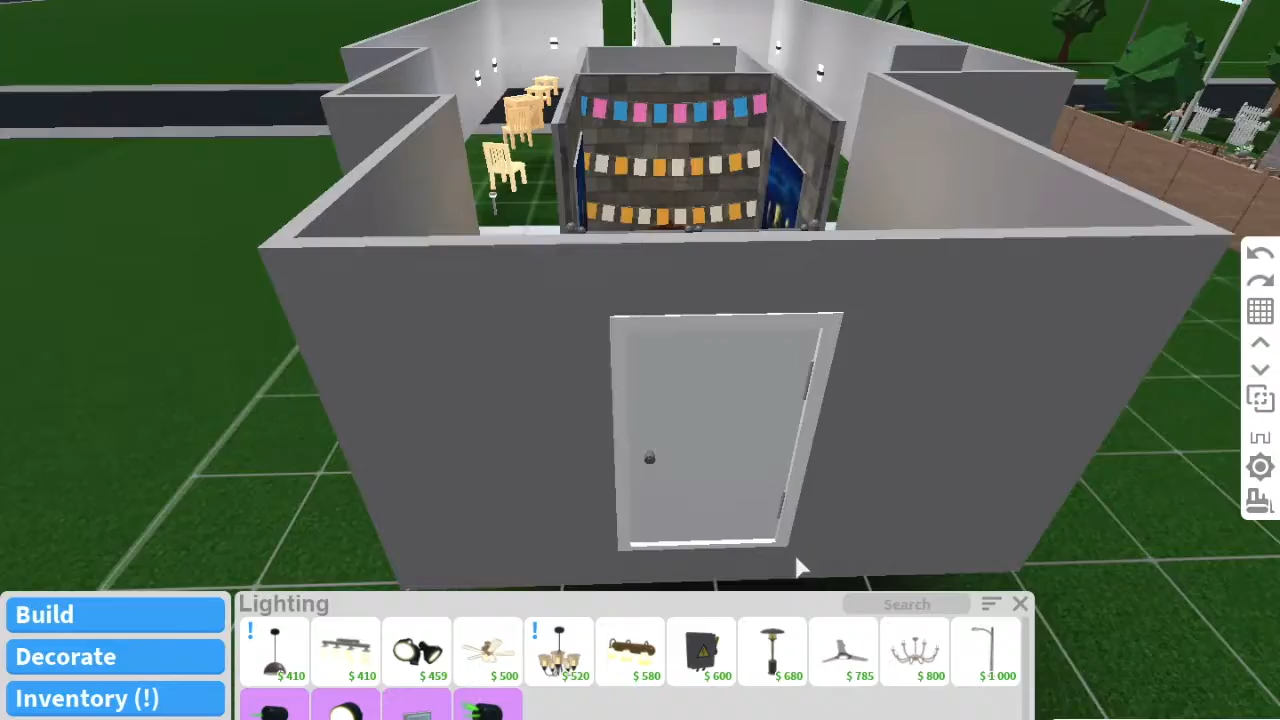 Build
Decorate
Inventory (!)
Lighting
Search
!
!
$ 410
$ 410
$ 459
$ 500
$ 520
$ 580
$ 600
$ 680
$ 785
$ 800
$ 1 000